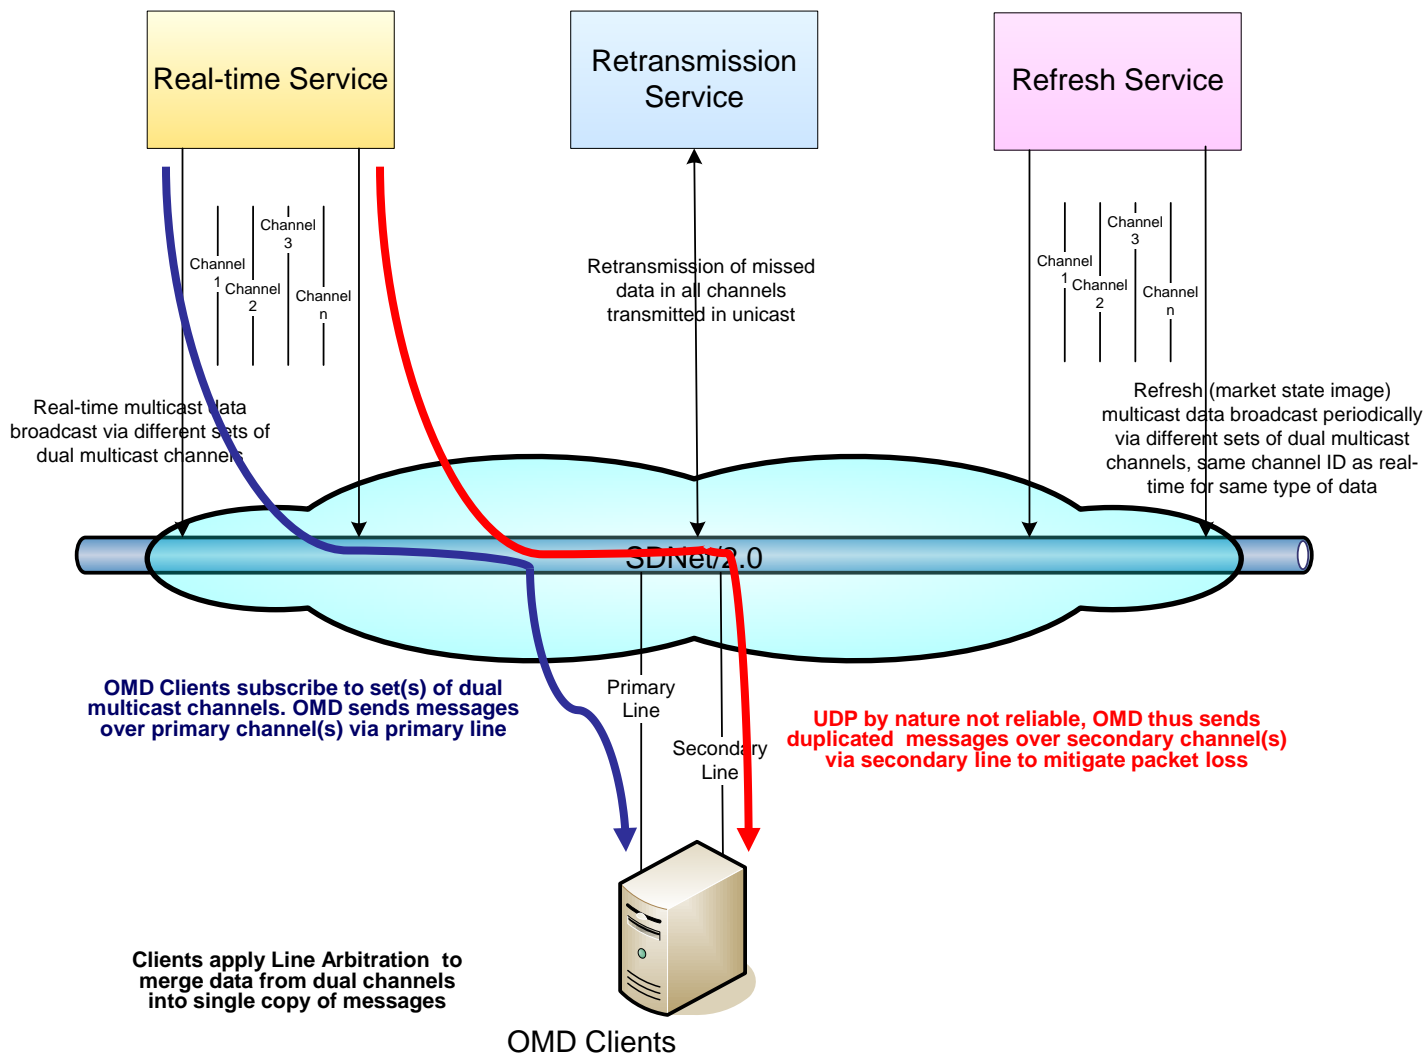 Real-time Service
Retransmission
Service
Refresh Service
Channel
1
Channel
2
Channel
3
Channel
n
Retransmission of missed
data in all channels
transmitted in unicast
Channel
1
Channel
2
Channel
3
Channel
n
Real-time multicast data
broadcast via different sets of
dual multicast channels
Refresh (market state image)
multicast data broadcast periodically
via different sets of dual multicast
channels, same channel ID as real-
time for same type of data
SDNet/2.0
OMD Clients subscribe to set(s) of dual
multicast channels. OMD sends messages
over primary channel(s) via primary line
Primary
Line
Secondary
Line
UDP by nature not reliable, OMD thus sends
duplicated messages over secondary channel(s)
via secondary line to mitigate packet loss
Clients apply Line Arbitration to
merge data from dual channels
into single copy of messages
OMD Clients